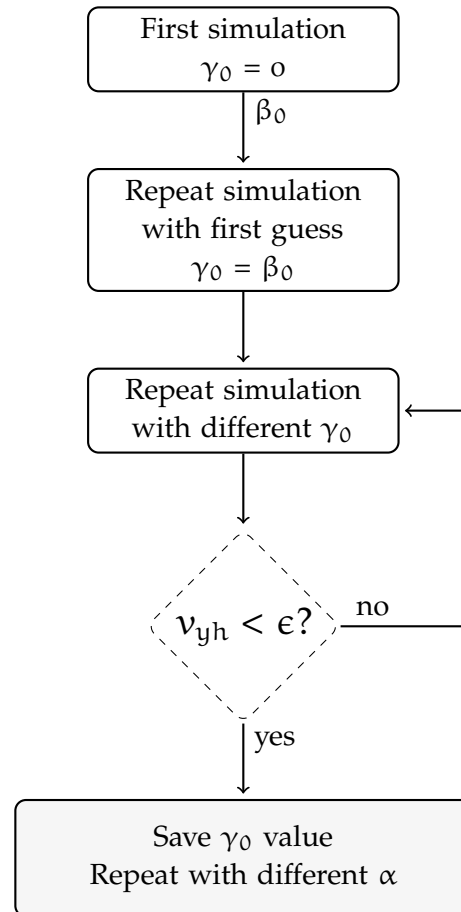 First simulation
γ₀ = 0
β₀
Repeat simulation
with first guess
γ₀ = β₀
Repeat simulation
with different γ₀
ν_yh < ϵ?
no
yes
Save γ₀ value
Repeat with different α